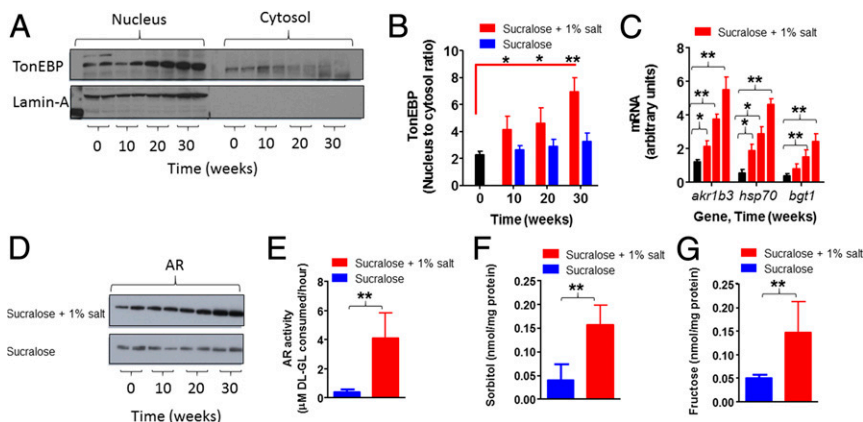 A
Nucleus
Cytosol
TonEBP
Lamin-A
0 10 20 30 0 10 20 30
Time (weeks)
B
Sucralose + 1% salt
Sucralose
TonEBP
(Nucleus to cytosol ratio)
10
8
6
4
2
0
* * **
0 10 20 30
Time (weeks)
C
Sucralose + 1% salt
mRNA
(arbitrary units)
8
6
4
2
0
**
**
*
**
*
*
**
**
akr1b3 hsp70 bgt1
Gene, Time (weeks)
D
AR
Sucralose + 1% salt
Sucralose
0 10 20 30
Time (weeks)
E
Sucralose + 1% salt
Sucralose
AR activity
(µM DL-GL consumed/hour)
8
6
4
2
0
**
F
Sucralose + 1% salt
Sucralose
Sorbitol (nmol/mg protein)
0.25
0.20
0.15
0.10
0.05
0.00
**
G
Sucralose + 1% salt
Sucralose
Fructose (nmol/mg protein)
0.25
0.20
0.15
0.10
0.05
0.00
**